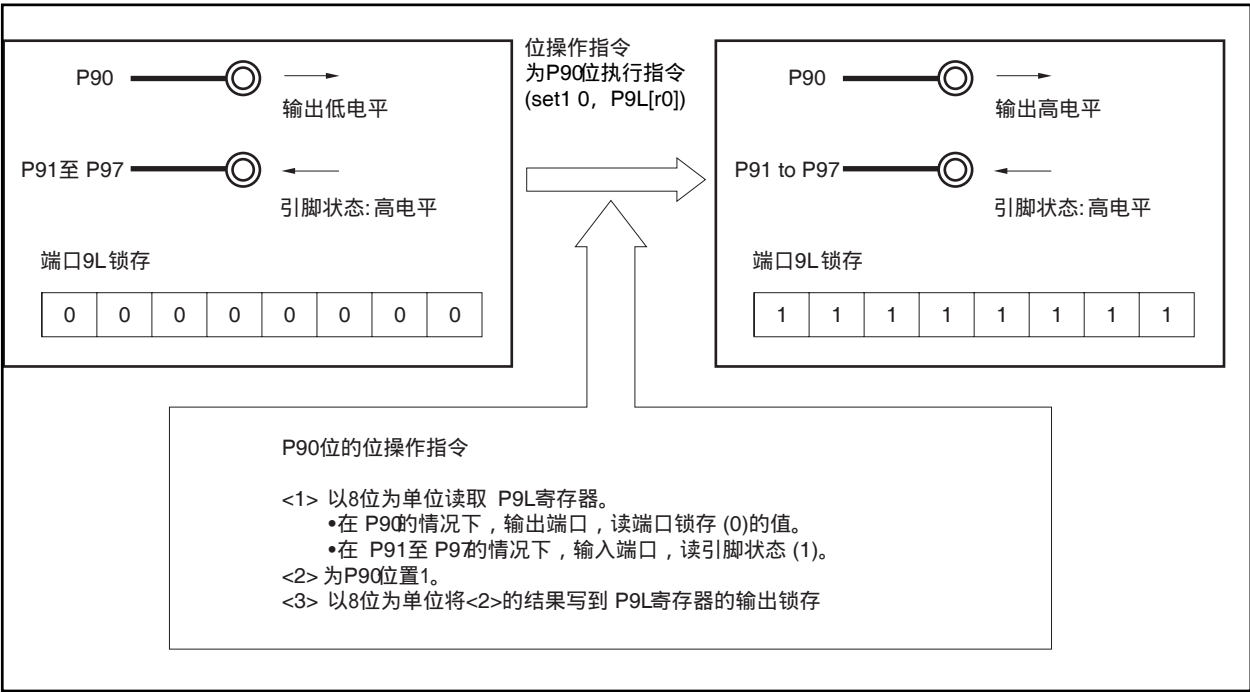 P90
输出低电平
P91至 P97
引脚状态: 高电平
端口9L锁存
0 0 0 0 0 0 0 0
位操作指令
为P90位执行指令
(set1 0, P9L[r0])
P90
输出高电平
P91 to P97
引脚状态: 高电平
端口9L锁存
1 1 1 1 1 1 1 1
P90位的位操作指令
<1> 以8位为单位读取 P9L寄存器。
•在 P90的情况下，输出端口，读端口锁存 (0)的值。
•在 P91至 P97的情况下，输入端口，读引脚状态 (1)。
<2> 为P90位置1。
<3> 以8位为单位将<2>的结果写到 P9L寄存器的输出锁存